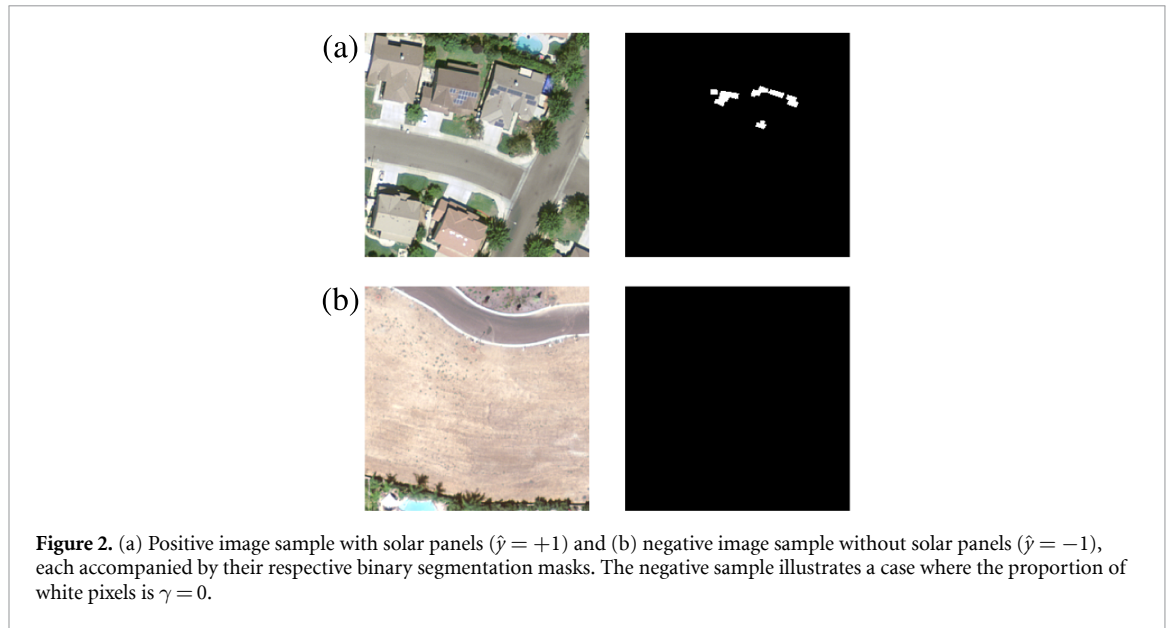 (a)
(b)
Figure 2. (a) Positive image sample with solar panels (ŷ = +1) and (b) negative image sample without solar panels (ŷ = −1),
each accompanied by their respective binary segmentation masks. The negative sample illustrates a case where the proportion of
white pixels is γ = 0.